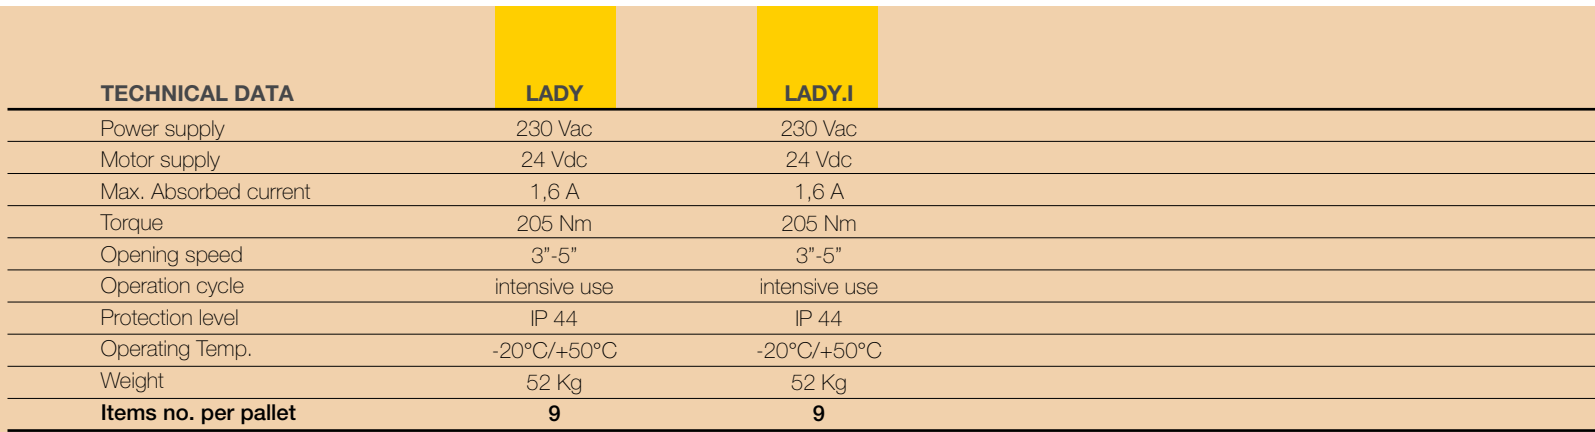 TECHNICAL DATA LADY LADY.I
Power supply 230 Vac 230 Vac
Motor supply 24 Vdc 24 Vdc
Max. Absorbed current 1,6 A 1,6 A
Torque 205 Nm 205 Nm
Opening speed 3”-5” 3”-5”
Operation cycle intensive use intensive use
Protection level IP 44 IP 44
Operating Temp. -20°C/+50°C -20°C/+50°C
Weight 52 Kg 52 Kg
Items no. per pallet 9 9